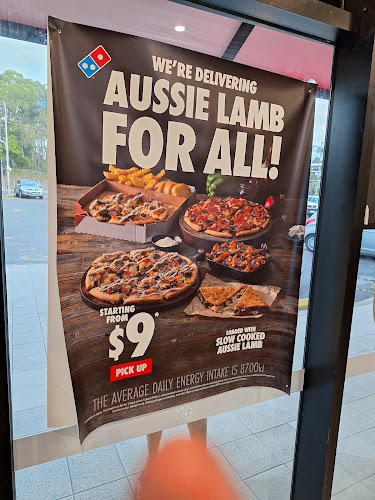 WE'RE DELIVERING
AUSSIE LAMB
FOR ALL!
STARTING
FROM
$9*
PICK UP
LOADED WITH
SLOW COOKED
AUSSIE LAMB
THE AVERAGE DAILY ENERGY INTAKE IS 8700kJ